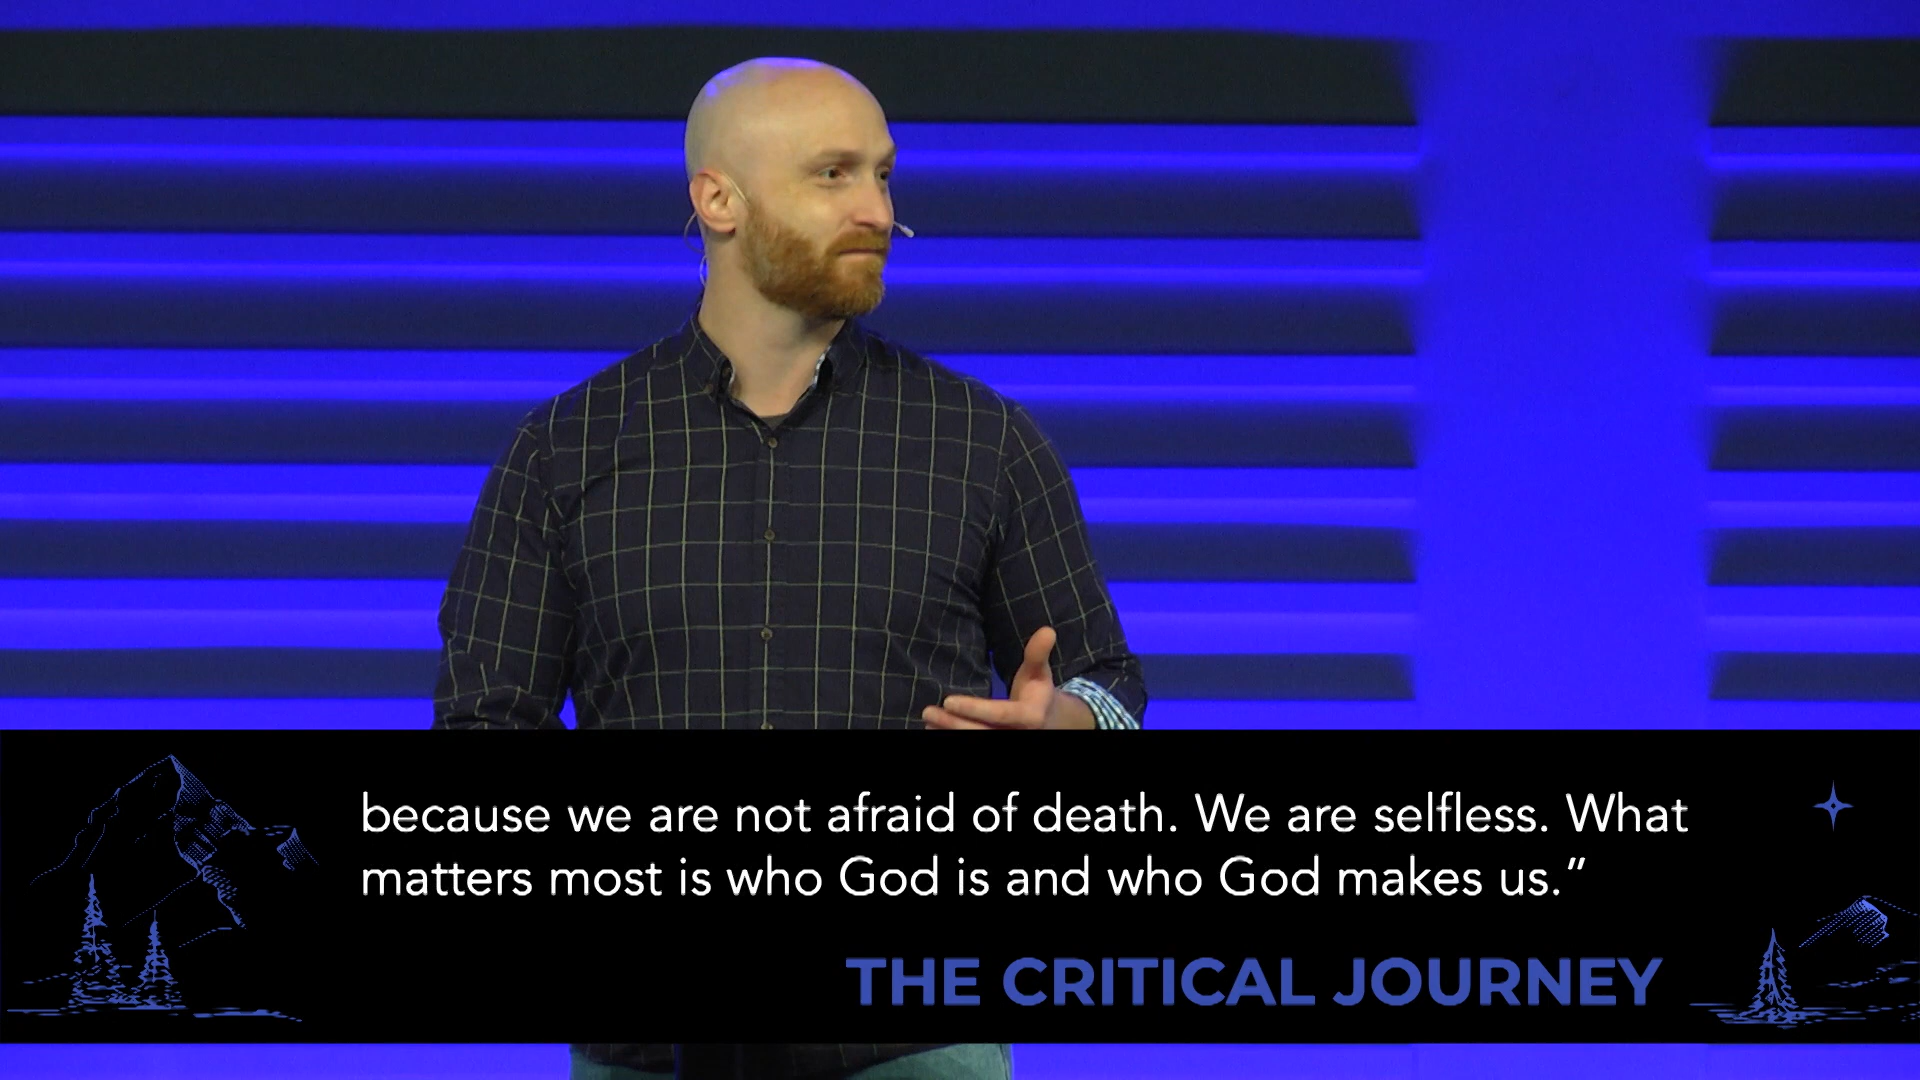 because we are not afraid of death. We are selfless. What
matters most is who God is and who God makes us.”
THE CRITICAL JOURNEY